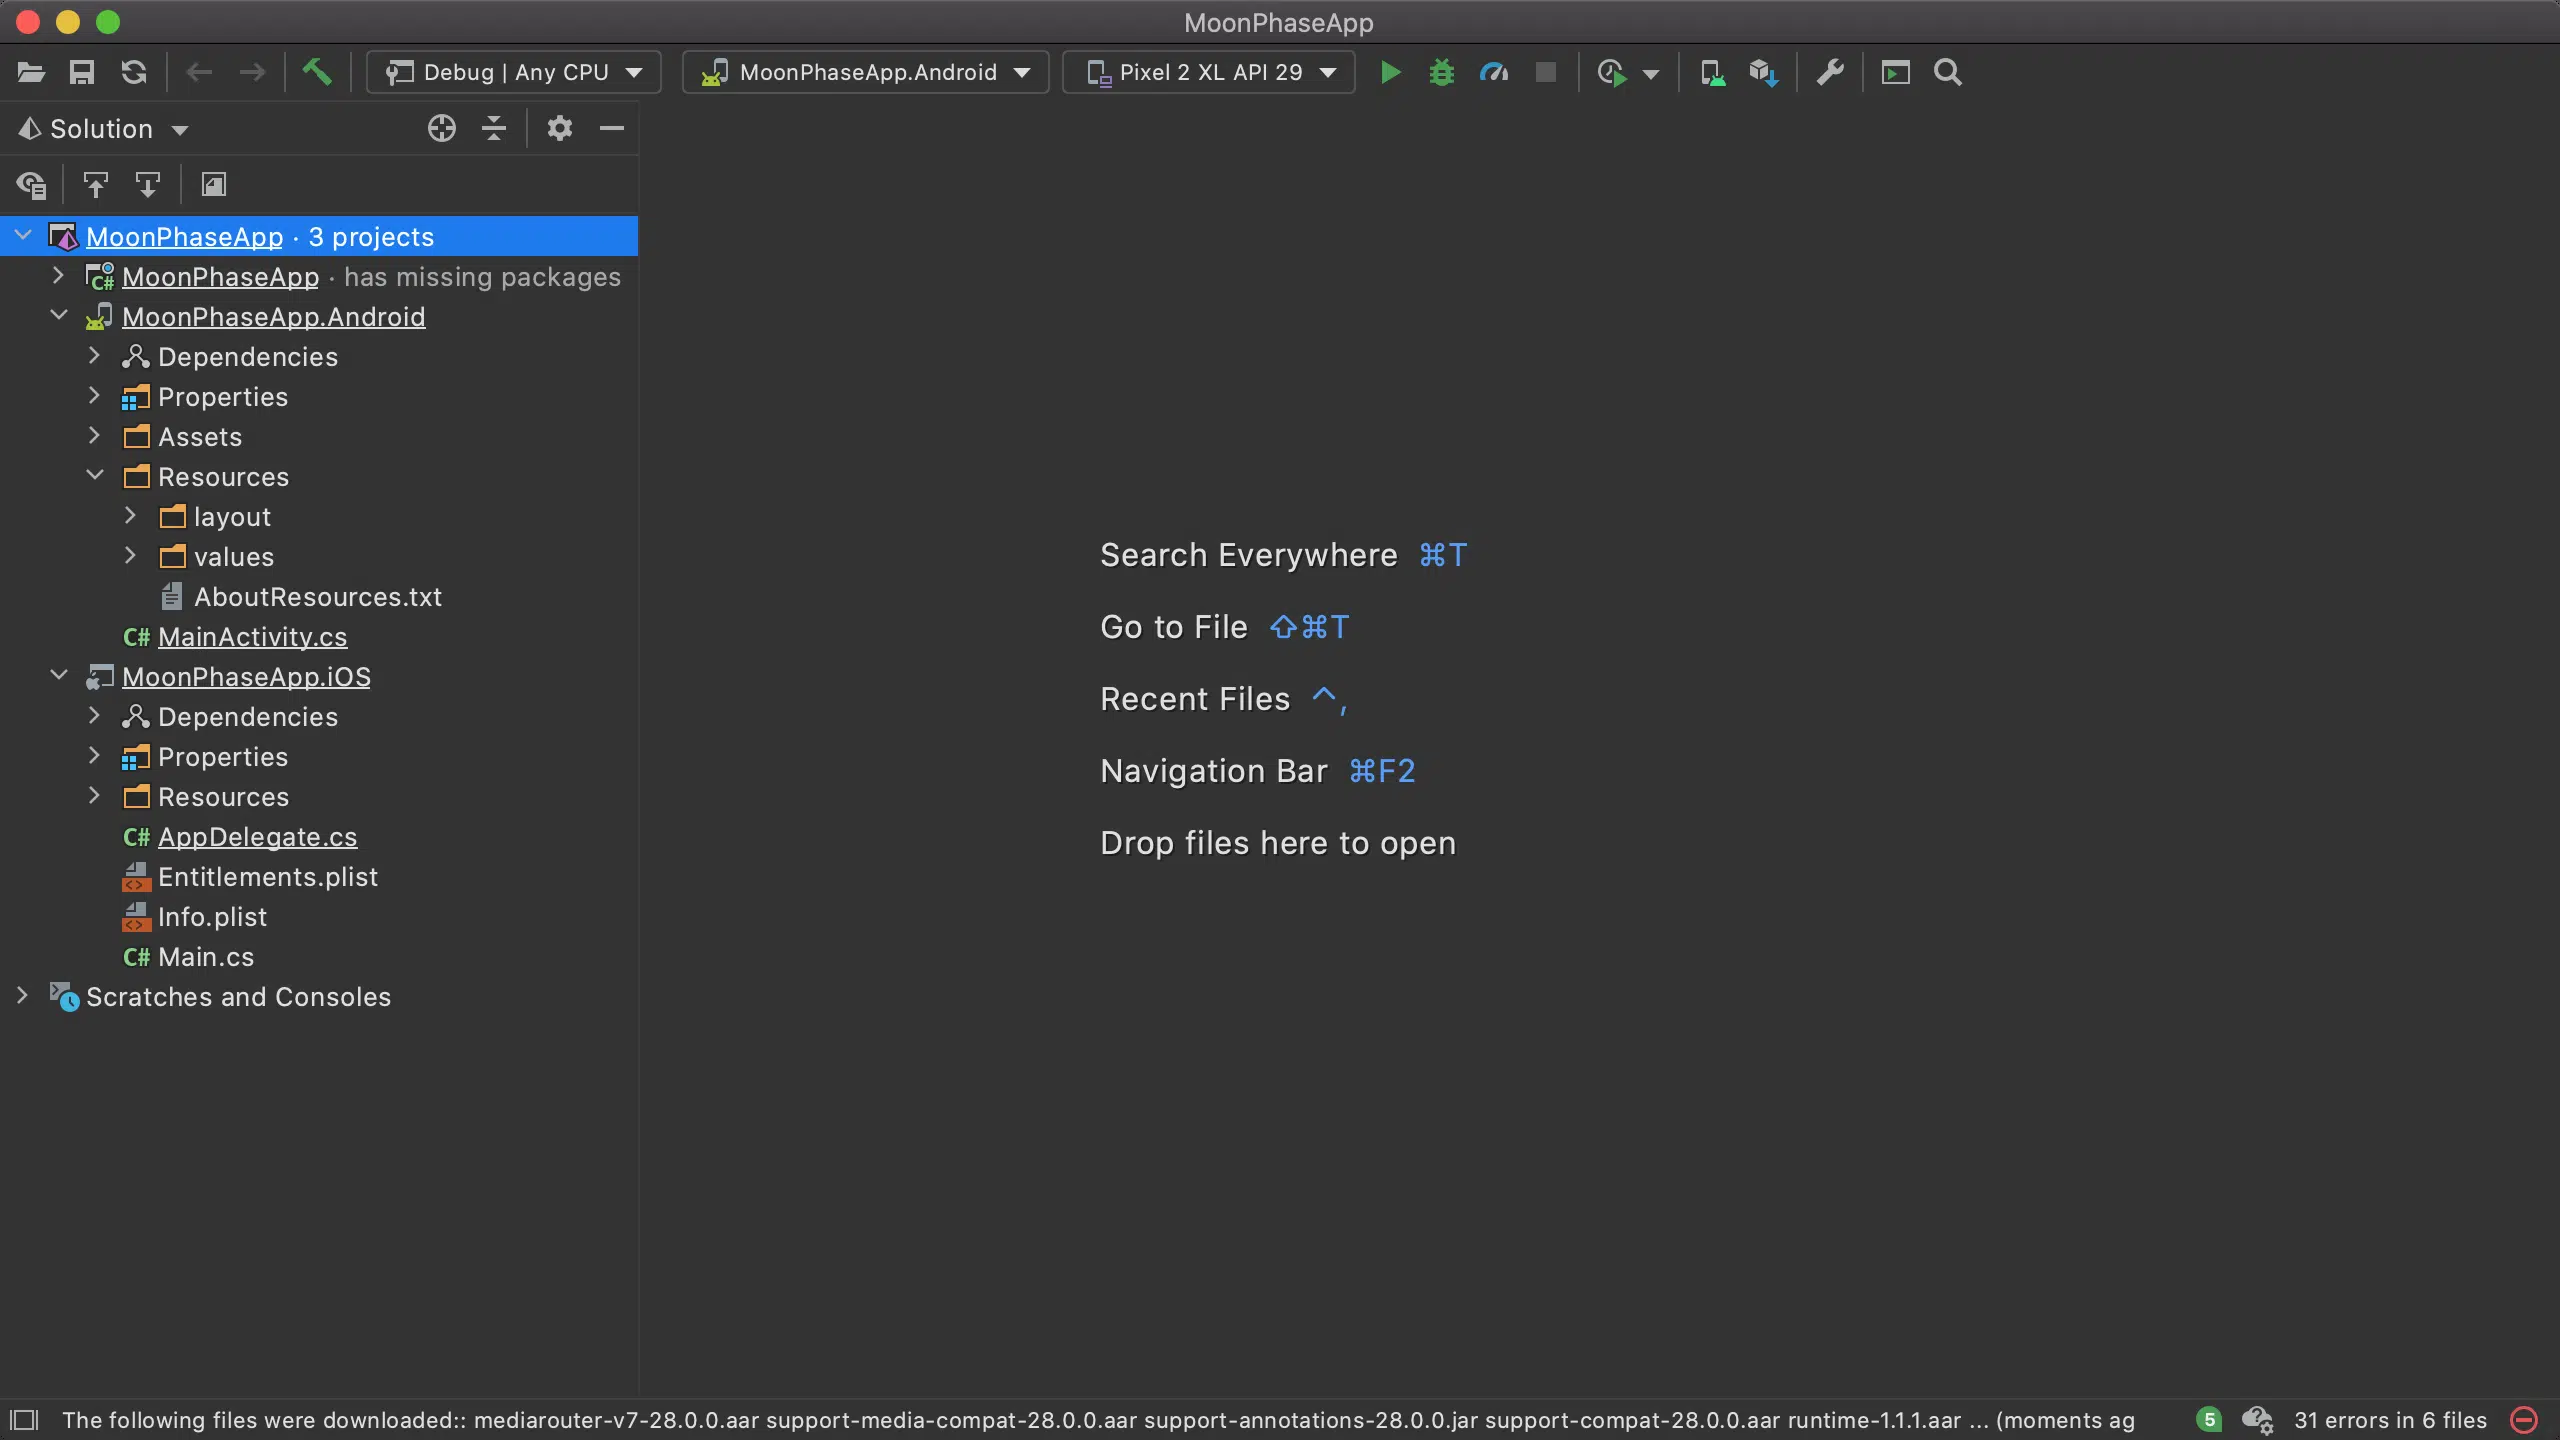 MoonPhaseApp
Debug | Any CPU
MoonPhaseApp.Android
Pixel 2 XL API 29
Solution
MoonPhaseApp · 3 projects
C# MoonPhaseApp · has missing packages
MoonPhaseApp.Android
Dependencies
Properties
Assets
Resources
layout
values
AboutResources.txt
C# MainActivity.cs
MoonPhaseApp.iOS
Dependencies
Properties
Resources
C# AppDelegate.cs
Entitlements.plist
Info.plist
C# Main.cs
Scratches and Consoles
Search Everywhere ⌘T
Go to File ⇧⌘T
Recent Files ^,
Navigation Bar ⌘F2
Drop files here to open
The following files were downloaded:: mediarouter-v7-28.0.0.aar support-media-compat-28.0.0.aar support-annotations-28.0.0.jar support-compat-28.0.0.aar runtime-1.1.1.aar ... (moments ag
5
31 errors in 6 files